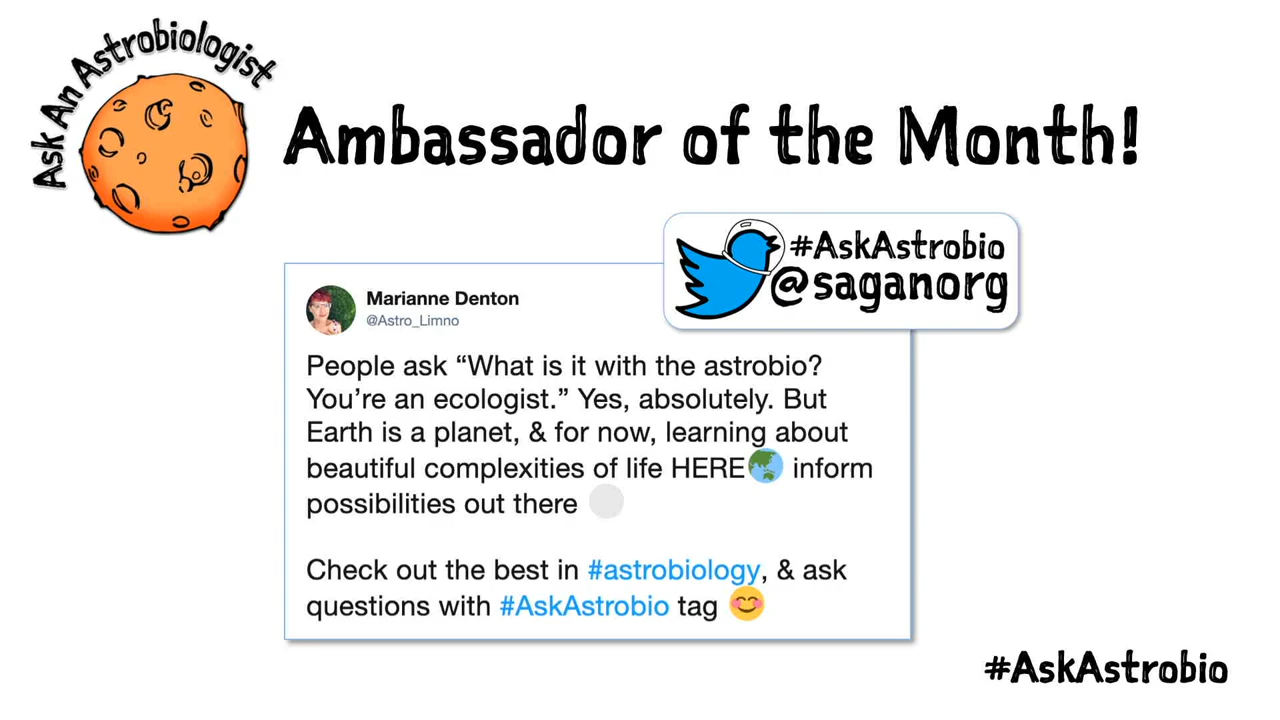 Ask An Astrobiologist
Ambassador of the Month!
#AskAstrobio
@saganorg
Marianne Denton
@Astro_Limno
People ask “What is it with the astrobio?
You’re an ecologist.” Yes, absolutely. But
Earth is a planet, & for now, learning about
beautiful complexities of life HERE🌏 inform
possibilities out there
Check out the best in #astrobiology, & ask
questions with #AskAstrobio tag 😊
#AskAstrobio